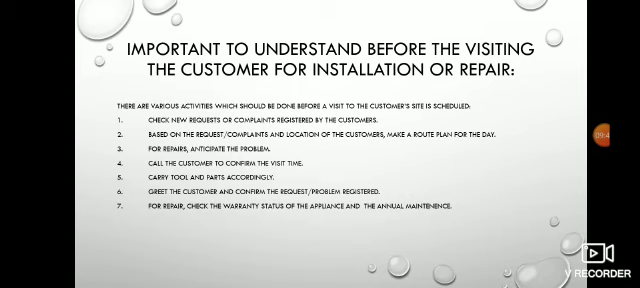 IMPORTANT TO UNDERSTAND BEFORE THE VISITING
THE CUSTOMER FOR INSTALLATION OR REPAIR:
THERE ARE VARIOUS ACTIVITIES WHICH SHOULD BE DONE BEFORE A VISIT TO THE CUSTOMER'S SITE IS SCHEDULED:
1. CHECK NEW REQUESTS OR COMPLAINTS REGISTERED BY THE CUSTOMERS.
2. BASED ON THE REQUEST/COMPLAINTS AND LOCATION OF THE CUSTOMERS, MAKE A ROUTE PLAN FOR THE DAY.
3. FOR REPAIRS, ANTICIPATE THE PROBLEM.
4. CALL THE CUSTOMER TO CONFIRM THE VISIT TIME.
5. CARRY TOOL AND PARTS ACCORDINGLY.
6. GREET THE CUSTOMER AND CONFIRM THE REQUEST/PROBLEM REGISTERED.
7. FOR REPAIR, CHECK THE WARRANTY STATUS OF THE APPLIANCE AND THE ANNUAL MAINTENENCE.
V RECORDER